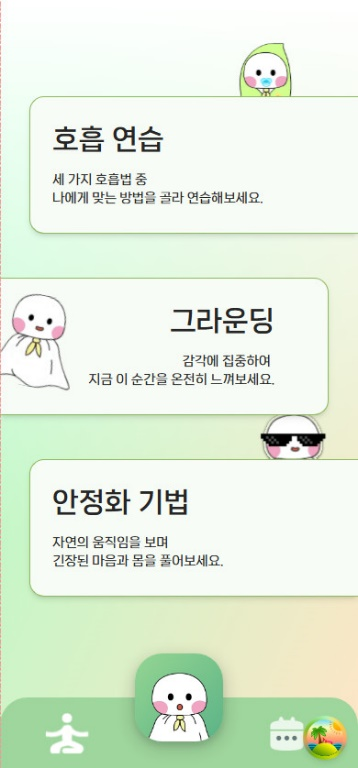 호흡 연습
세 가지 호흡법 중
나에게 맞는 방법을 골라 연습해보세요.
그라운딩
감각에 집중하여
지금 이 순간을 온전히 느껴보세요.
안정화 기법
자연의 움직임을 보며
긴장된 마음과 몸을 풀어보세요.